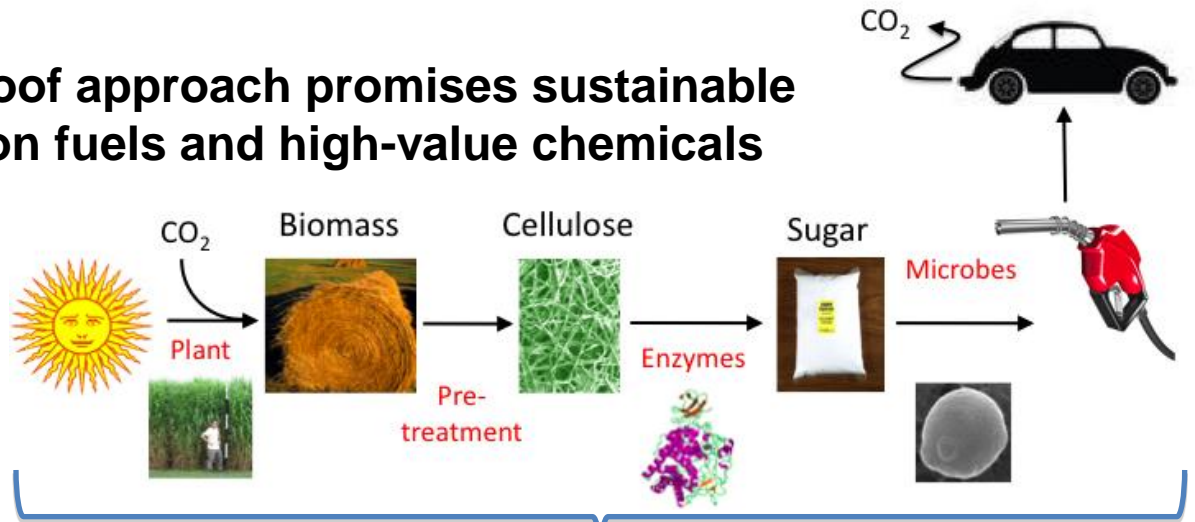 CO₂
oof approach promises sustainable
on fuels and high-value chemicals
CO₂
Biomass
Cellulose
Sugar
Microbes
Plant
Enzymes
Pre-
treatment